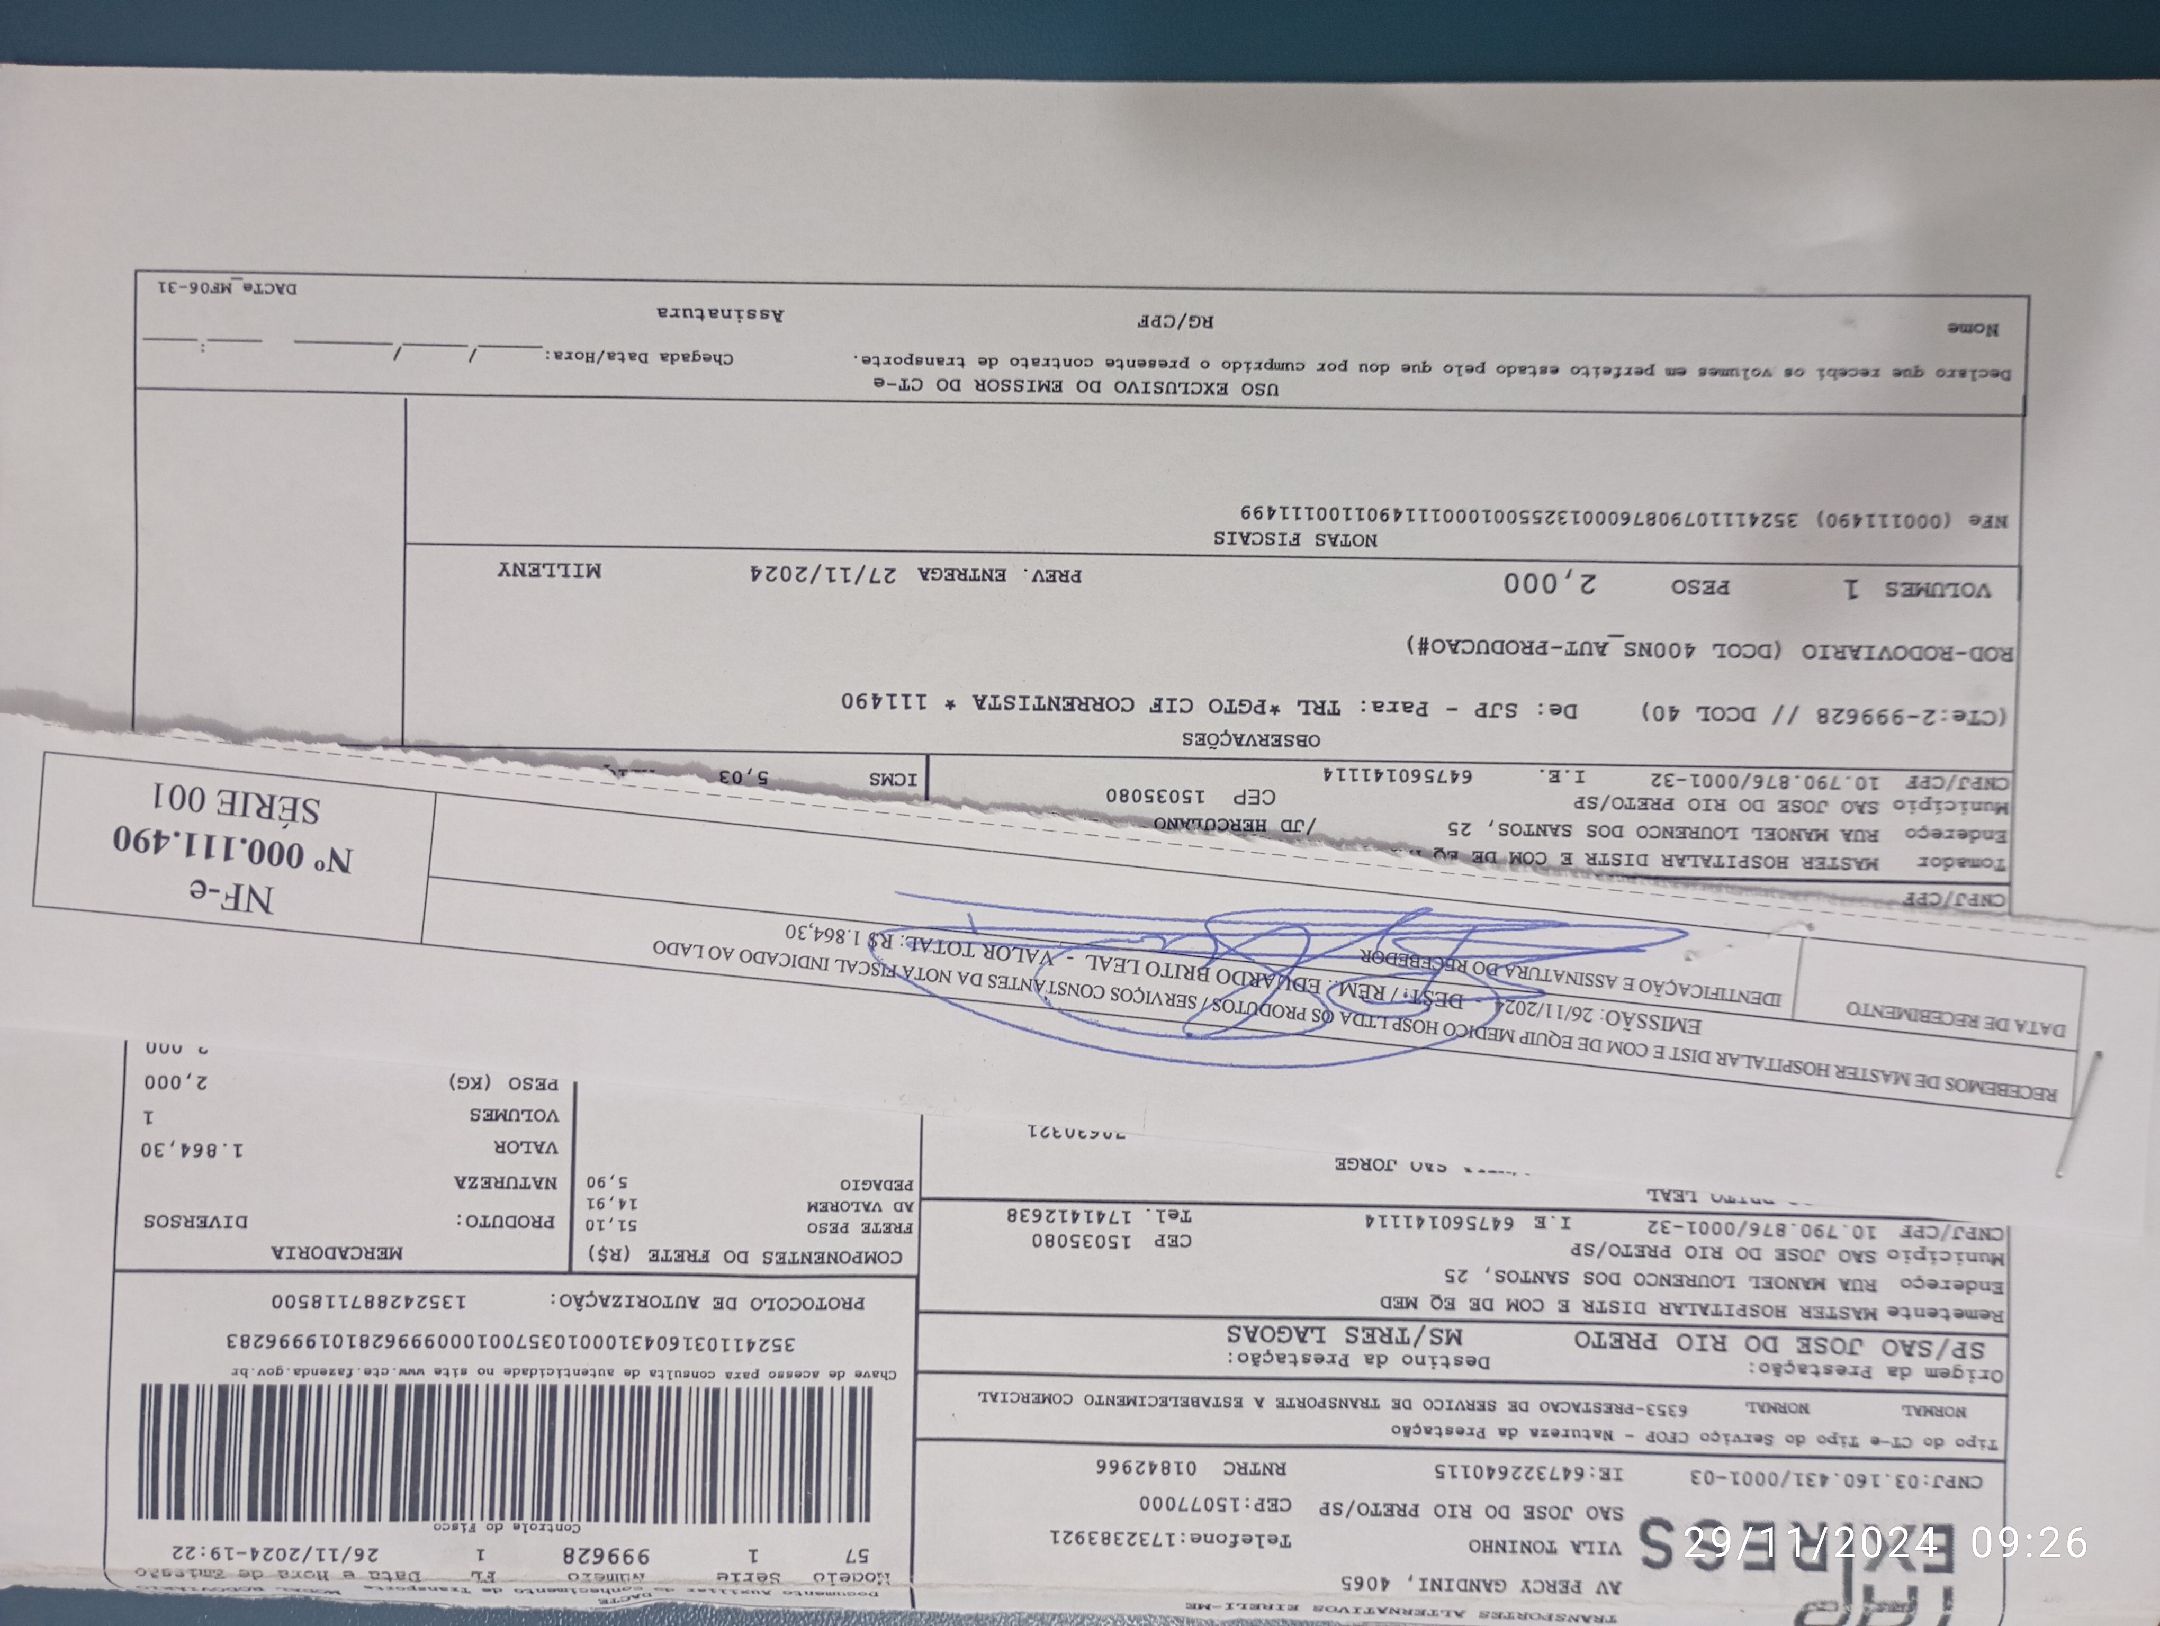 TRANSPORTES ALTERNATIVOS EIRELI-ME
TAP
EXPRESS
AV PERCY GANDINI, 4065
VILA TONINHO
Telefone:1732383921
SAO JOSE DO RIO PRETO/SP CEP:15077000
CNPJ:03.160.431/0001-03 IE:647322640115 RNTRC 01842966
DACTE
Modelo Série Número FL Data e Hora de Emissão
57 1 999628 1 26/11/2024-19:22
Controle do Fisco
Chave de acesso para consulta de autenticidade no site www.cte.fazenda.gov.br
35241103160431000103570010009996281019996283
PROTOCOLO DE AUTORIZAÇÃO: 135242887118500
Tipo do CT-e Tipo do Serviço CFOP - Natureza da Prestação
NORMAL NORMAL 6353-PRESTACAO DE SERVICO DE TRANSPORTE A ESTABELECIMENTO COMERCIAL
Origem da Prestação: Destino da Prestação:
SP/SAO JOSE DO RIO PRETO MS/TRES LAGOAS
Remetente MASTER HOSPITALAR DISTR E COM DE EQ MED
Endereço RUA MANOEL LOURENCO DOS SANTOS, 25
Município SAO JOSE DO RIO PRETO/SP CEP 15035080
CNPJ/CPF 10.790.876/0001-32 I.E 647560141114 Tel. 1741412638
LEAL
SAO JORGE
COMPONENTES DO FRETE (R$)
FRETE PESO 51,10
AD VALOREM 14,91
PEDAGIO 5,90
MERCADORIA
PRODUTO: DIVERSOS
NATUREZA
VALOR 1.864,30
VOLUMES 1
PESO (KG) 2,000
RECEBEMOS DE MASTER HOSPITALAR DIST E COM DE EQUIP MEDICO HOSP LTDA OS PRODUTOS / SERVIÇOS CONSTANTES DA NOTA FISCAL INDICADO AO LADO
EMISSÃO: 26/11/2024 - DEST. / REM.: EDUARDO BRITO LEAL - VALOR TOTAL: R$ 1.864,30
DATA DE RECEBIMENTO
IDENTIFICAÇÃO E ASSINATURA DO RECEBEDOR
NF-e
Nº 000.111.490
SÉRIE 001
CNPJ/CPF
Tomador MASTER HOSPITALAR DISTR E COM DE EQ
Endereço RUA MANOEL LOURENCO DOS SANTOS, 25 /JD HERCULANO
Município SAO JOSE DO RIO PRETO/SP CEP 15035080
CNPJ/CPF 10.790.876/0001-32 I.E. 647560141114
ICMS 5,03
OBSERVAÇÕES
(CTe:2-999628 // DCOL 40) De: SJP - Para: TRL *PGTO CIF CORRENTISTA * 111490
ROD-RODOVIARIO (DCOL 400NS_AUT-PRODUCAO#)
VOLUMES 1 PESO 2,000 PREV. ENTREGA 27/11/2024 MILLENY
NOTAS FISCAIS
NFe (000111490) 35241110790876000132550010001114901100111499
USO EXCLUSIVO DO EMISSOR DO CT-e
Declaro que recebi os volumes em perfeito estado pelo que dou por cumprido o presente contrato de transporte. Chegada Data/Hora: ____/____/______ ____:____
Nome RG/CPF Assinatura
DACTe_MF06-31
29/11/2024 09:26